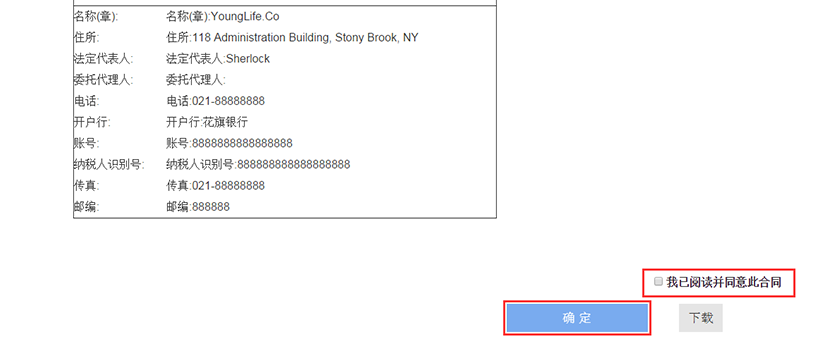 名称(章): 名称(章):YoungLife.Co
住所: 住所:118 Administration Building, Stony Brook, NY
法定代表人: 法定代表人:Sherlock
委托代理人: 委托代理人:
电话: 电话:021-88888888
开户行: 开户行:花旗银行
账号: 账号:8888888888888888
纳税人识别号: 纳税人识别号:888888888888888888
传真: 传真:021-88888888
邮编: 邮编:888888
我已阅读并同意此合同
确 定 下载